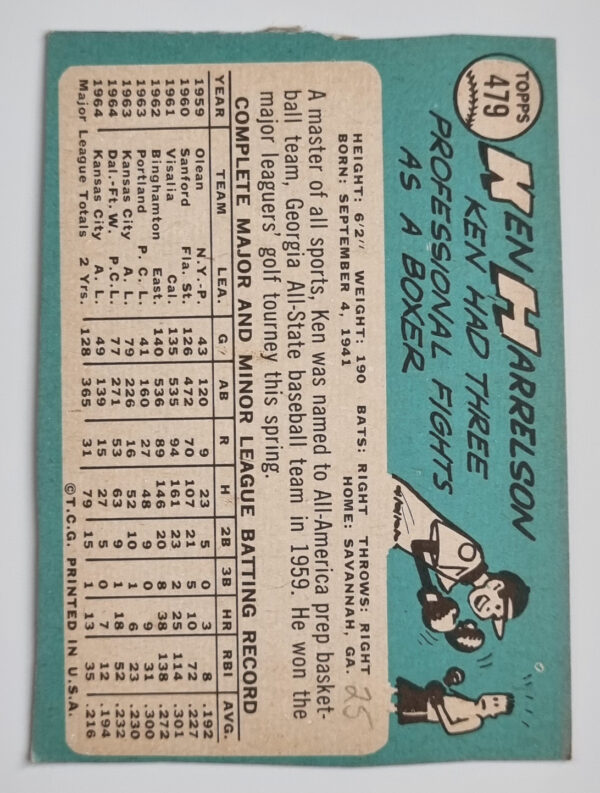 TOPPS
479
KEN HARRELSON
KEN HAD THREE
PROFESSIONAL FIGHTS
AS A BOXER
HEIGHT: 6'2" WEIGHT: 190 BATS: RIGHT THROWS: RIGHT
BORN: SEPTEMBER 4, 1941 HOME: SAVANNAH, GA.
25
A master of all sports, Ken was named to All-America prep basket-
ball team, Georgia All-State baseball team in 1959. He won the
major leaguers' golf tourney this spring.
COMPLETE MAJOR AND MINOR LEAGUE BATTING RECORD
YEAR TEAM LEA. G AB R H 2B 3B HR RBI AVG.
1959 Olean N.Y.-P. 43 120 9 23 5 0 3 8 .192
1960 Sanford Fla. St. 126 472 70 107 21 5 10 72 .227
1961 Visalia Cal. 135 535 94 161 23 2 25 114 .301
1962 Binghamton East. 140 536 89 146 20 8 38 138 .272
1963 Portland P. C. L. 41 160 27 48 9 0 9 31 .300
1963 Kansas City A. L. 79 226 16 52 10 1 6 23 .230
1964 Dal.-Ft. W. P.C.L. 77 271 53 63 9 1 18 52 .232
1964 Kansas City A. L. 49 139 15 27 5 0 7 12 .194
Major League Totals 2 Yrs. 128 365 31 79 15 1 13 35 .216
©T.C.G. PRINTED IN U.S.A.